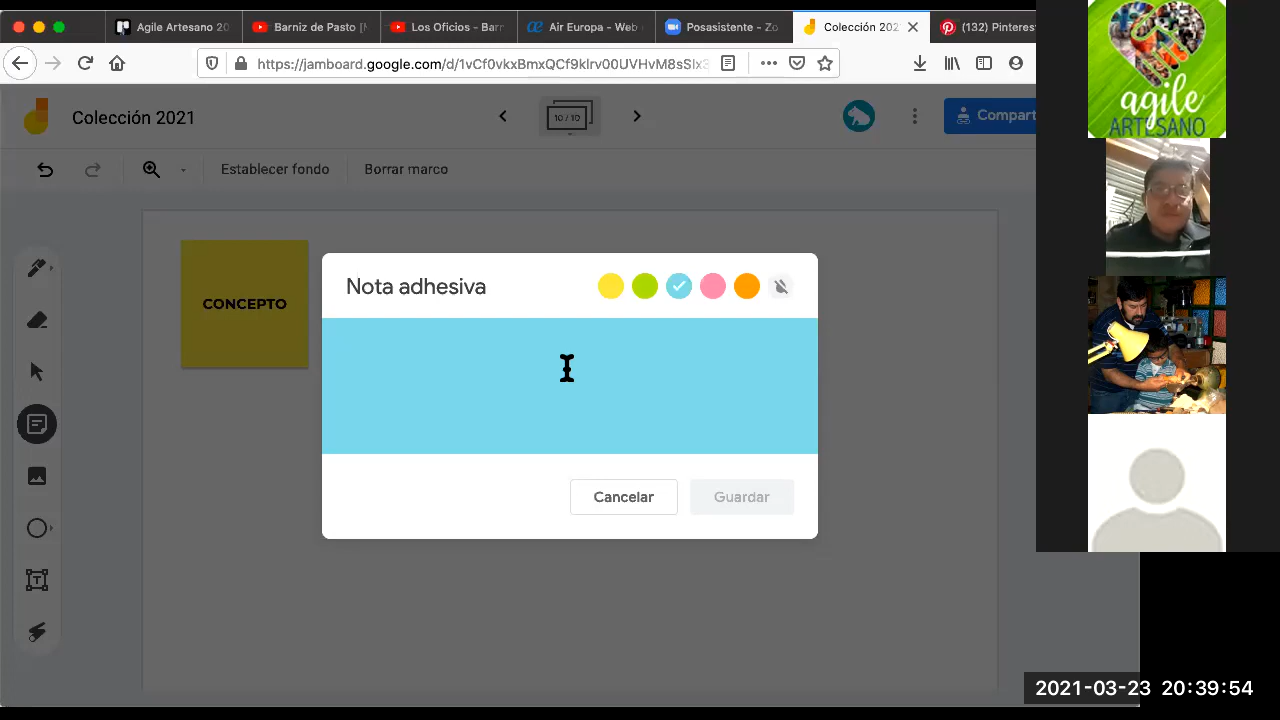 Agile Artesano 20
Barniz de Pasto [
Los Oficios - Barr
Air Europa - Web
Posasistente - Zo
Colección 202
(132) Pinteres
https://jamboard.google.com/d/1vCf0vkxBmxQCf9klrv00UVHvM8sSlx3
Colección 2021
10 / 10
Compart
Establecer fondo
Borrar marco
CONCEPTO
Nota adhesiva
Cancelar
Guardar
agile
ARTESANO
2021-03-23 20:39:54